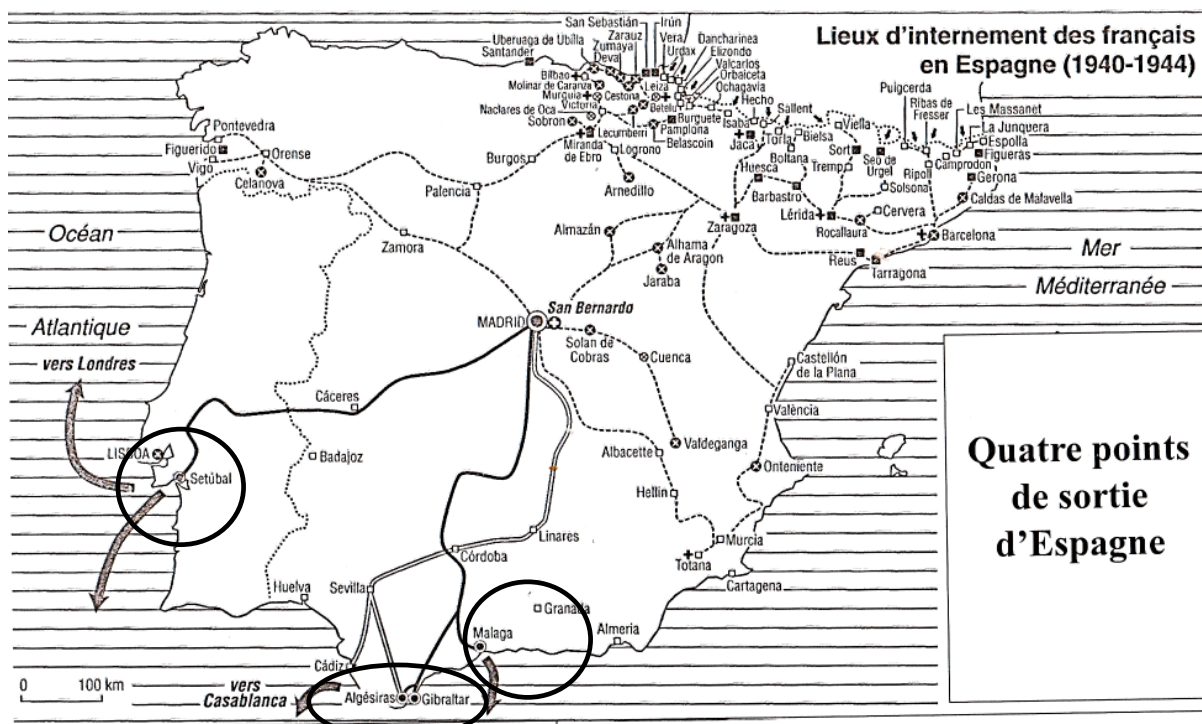 Lieux d'internement des français
en Espagne (1940-1944)
San Sebastián
Irún
Zarauz
Vera
Uberuaga de Ubilla
Zumaya
Urdax
Dancharinea
Santander
Deva
Elizondo
Valcarlos
Orbaiceta
Ochagavia
Bilbao
Molinar de Caranza
Leiza
Murguia
Cestona
Victoria
Betelu
Hecho
Sallent
Puigcerda
Ribas de
Fresser
Les Massanet
La Junquera
Naclares de Oca
Sobron
Burguete
Isaba
Viella
Espolla
Pontevedra
Lecumberri
Pamplona
Torla
Bielsa
Figueras
Figuerido
Miranda
de Ebro
Belascoin
Jaca
Boltana
Sort
Seo de
Urgel
Camprodon
Vigo
Orense
Burgos
Logrono
Huesca
Tremp
Ripoll
Gerona
Celanova
Palencia
Arnedillo
Barbastro
Solsona
Caldas de Malavella
Océan
Zamora
Almazán
Zaragoza
Lérida
Cervera
Rocallaura
Barcelona
Alhama
de Aragon
Reus
Tarragona
Mer
Jaraba
Méditerranée
San Bernardo
MADRID
Atlantique
Solan de
Cobras
Cuenca
vers Londres
Castellón
de la Plana
Cáceres
València
LISBOA
Badajoz
Albacette
Valdeganga
Setúbal
Onteniente
Quatre points
de sortie
d'Espagne
Hellin
Linares
Córdoba
Murcia
Totana
Huelva
Sevilla
Cartagena
Granada
Malaga
Almeria
Cádiz
0 100 km
vers
Casablanca
Algésiras
Gibraltar